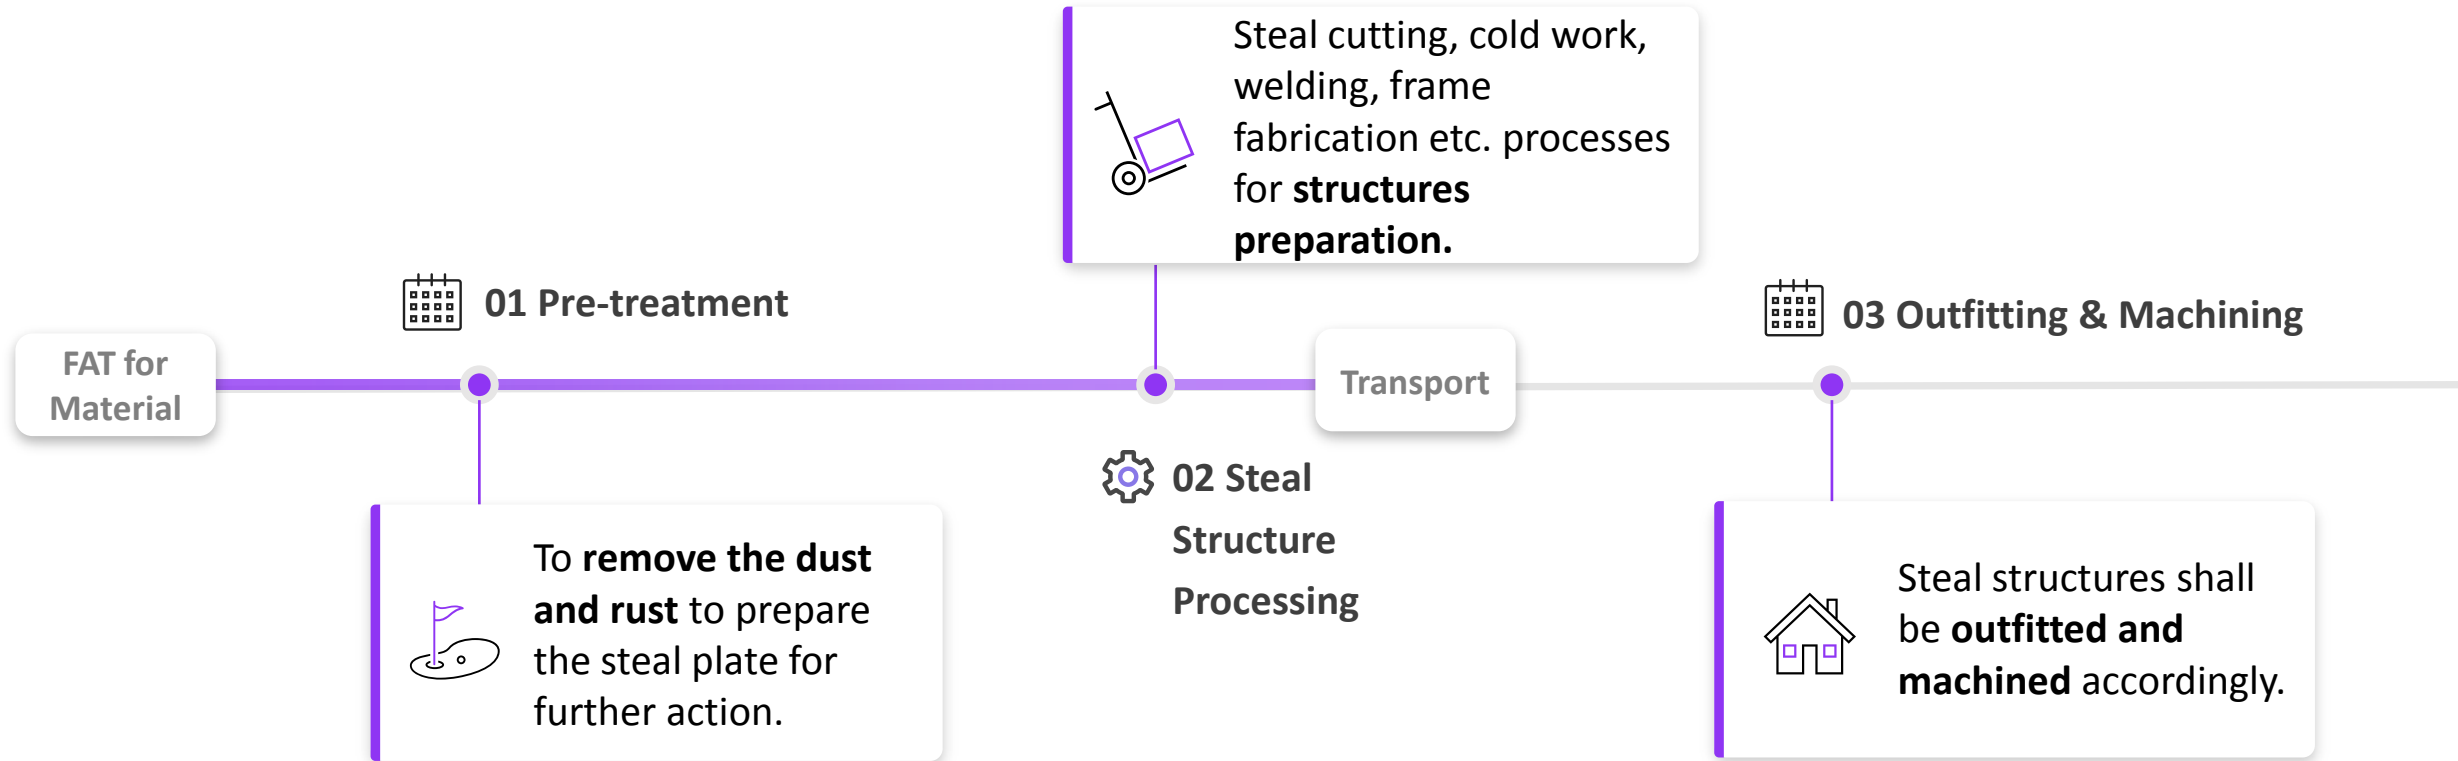 Steal cutting, cold work,
welding, frame
fabrication etc. processes
for structures
preparation.
01 Pre-treatment
03 Outfitting & Machining
FAT for
Material
Transport
02 Steal
Structure
Processing
To remove the dust
and rust to prepare
the steal plate for
further action.
Steal structures shall
be outfitted and
machined accordingly.